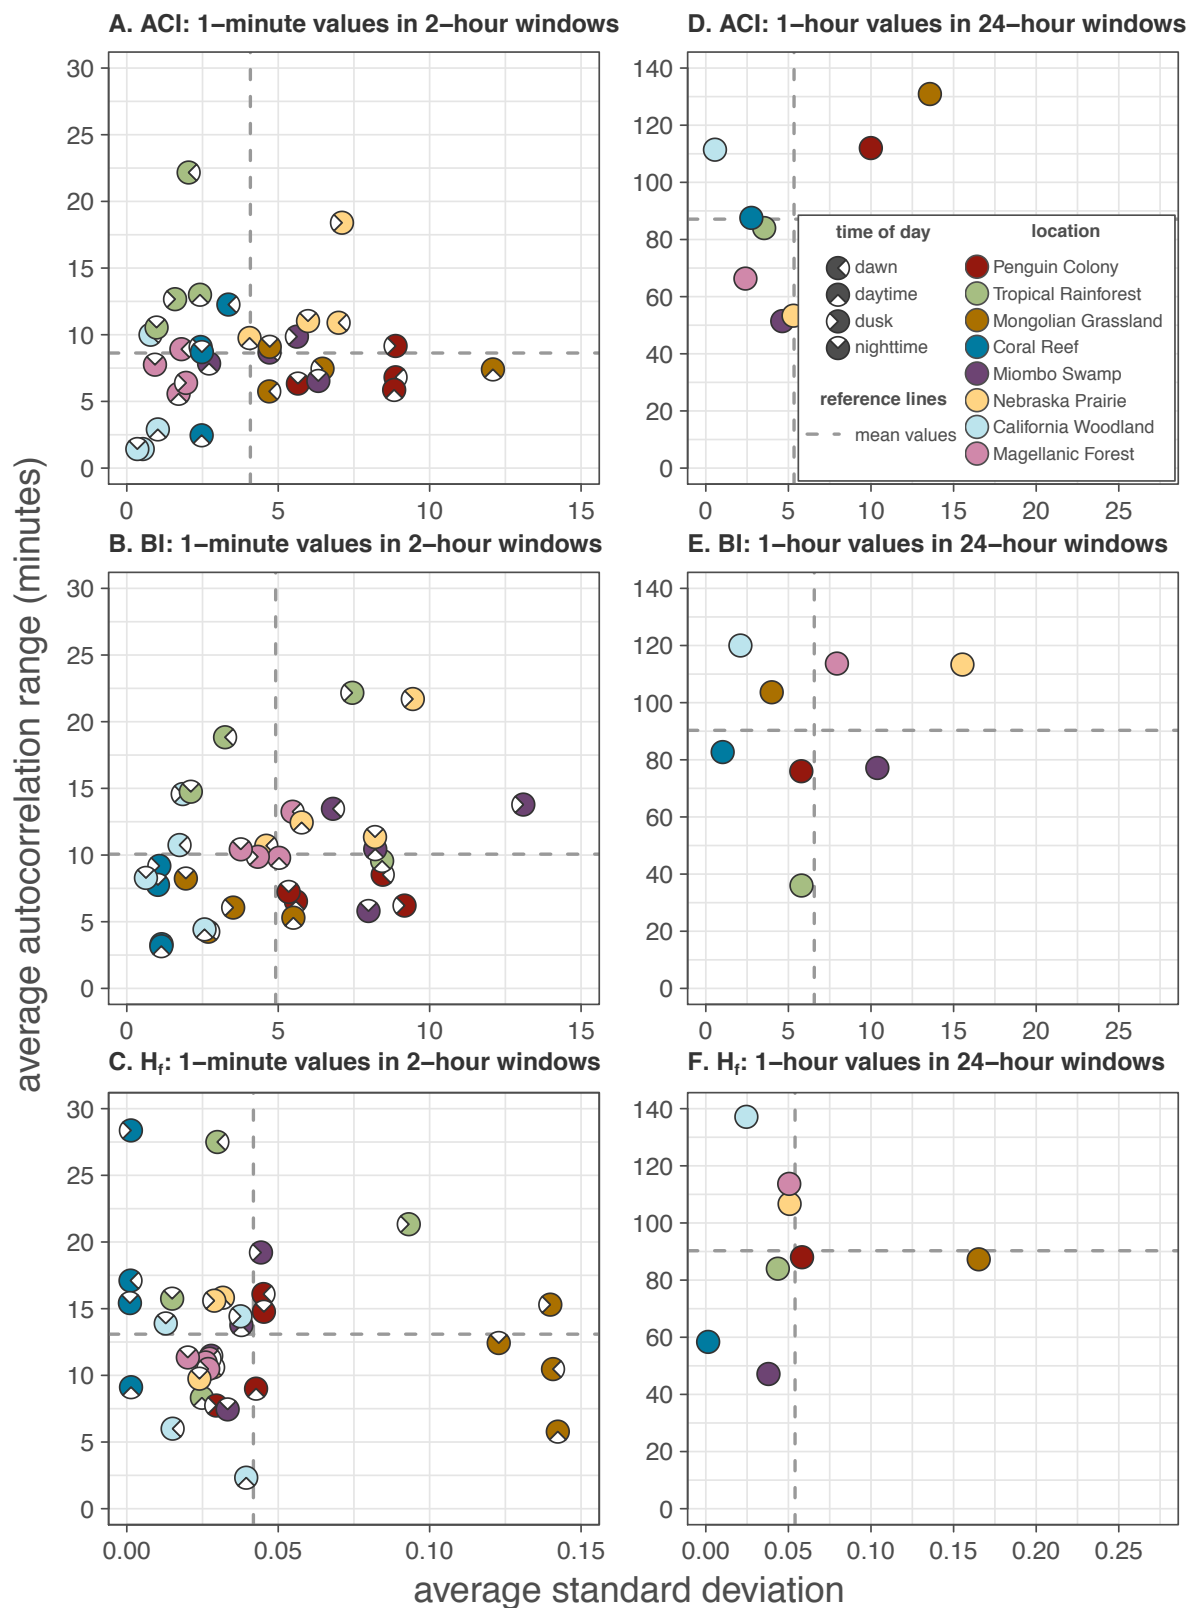 A. ACI: 1−minute values in 2−hour windows
30
25
20
15
10
5
0
0 5 10 15
D. ACI: 1−hour values in 24−hour windows
140
120
100
80
60
40
20
0
0 5 10 15 20 25
time of day
dawn
daytime
dusk
nighttime
reference lines
mean values
location
Penguin Colony
Tropical Rainforest
Mongolian Grassland
Coral Reef
Miombo Swamp
Nebraska Prairie
California Woodland
Magellanic Forest
B. BI: 1−minute values in 2−hour windows
30
25
20
15
10
5
0
0 5 10 15
E. BI: 1−hour values in 24−hour windows
140
120
100
80
60
40
20
0
0 5 10 15 20 25
C. Hf: 1−minute values in 2−hour windows
30
25
20
15
10
5
0
0.00 0.05 0.10 0.15
F. Hf: 1−hour values in 24−hour windows
140
120
100
80
60
40
20
0
0.00 0.05 0.10 0.15 0.20 0.25
average autocorrelation range (minutes)
average standard deviation